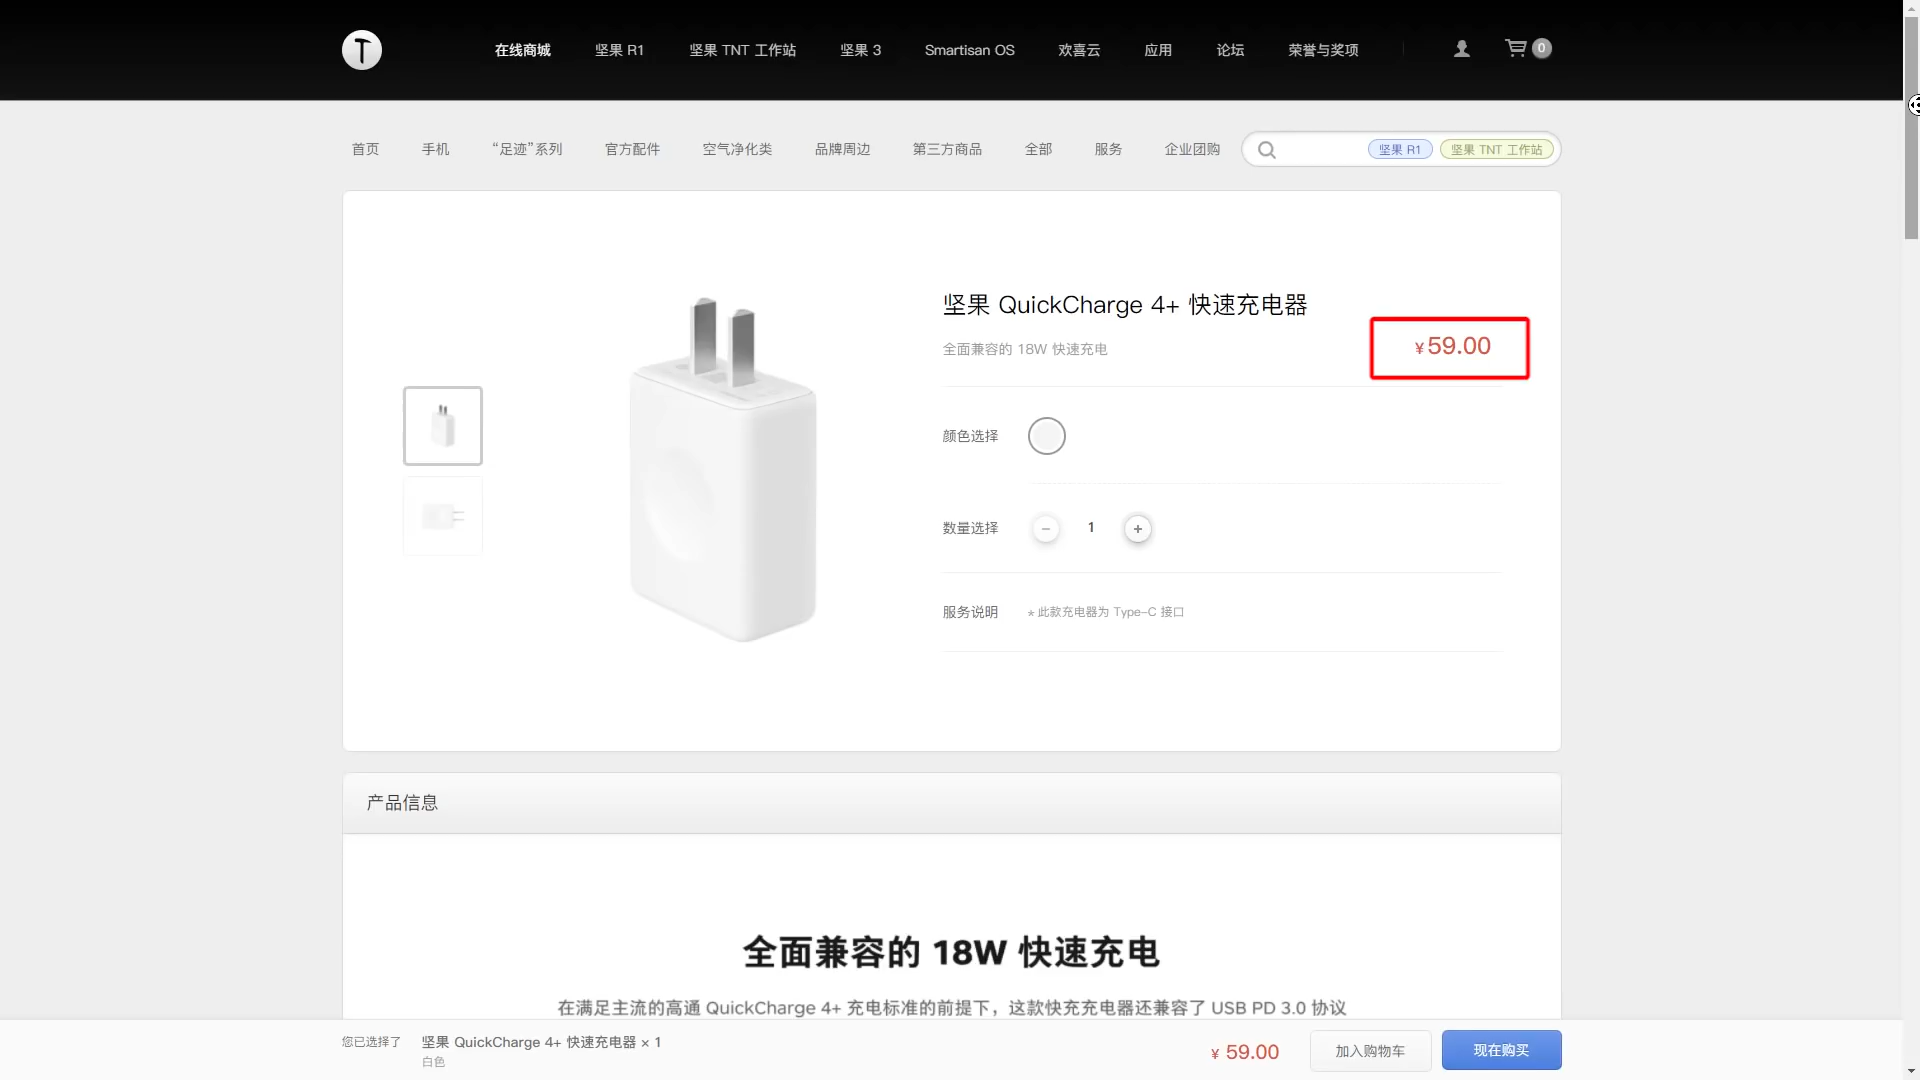 T
在线商城 坚果 R1 坚果 TNT 工作站 坚果 3 Smartisan OS 欢喜云 应用 论坛 荣誉与奖项 0
首页 手机 “足迹”系列 官方配件 空气净化类 品牌周边 第三方商品 全部 服务 企业团购 坚果 R1 坚果 TNT 工作站
坚果 QuickCharge 4+ 快速充电器
全面兼容的 18W 快速充电
¥ 59.00
颜色选择
数量选择 − 1 +
服务说明 * 此款充电器为 Type-C 接口
产品信息
全面兼容的 18W 快速充电
在满足主流的高通 QuickCharge 4+ 充电标准的前提下，这款快充充电器还兼容了 USB PD 3.0 协议
您已选择了 坚果 QuickCharge 4+ 快速充电器 × 1
白色
¥ 59.00 加入购物车 现在购买